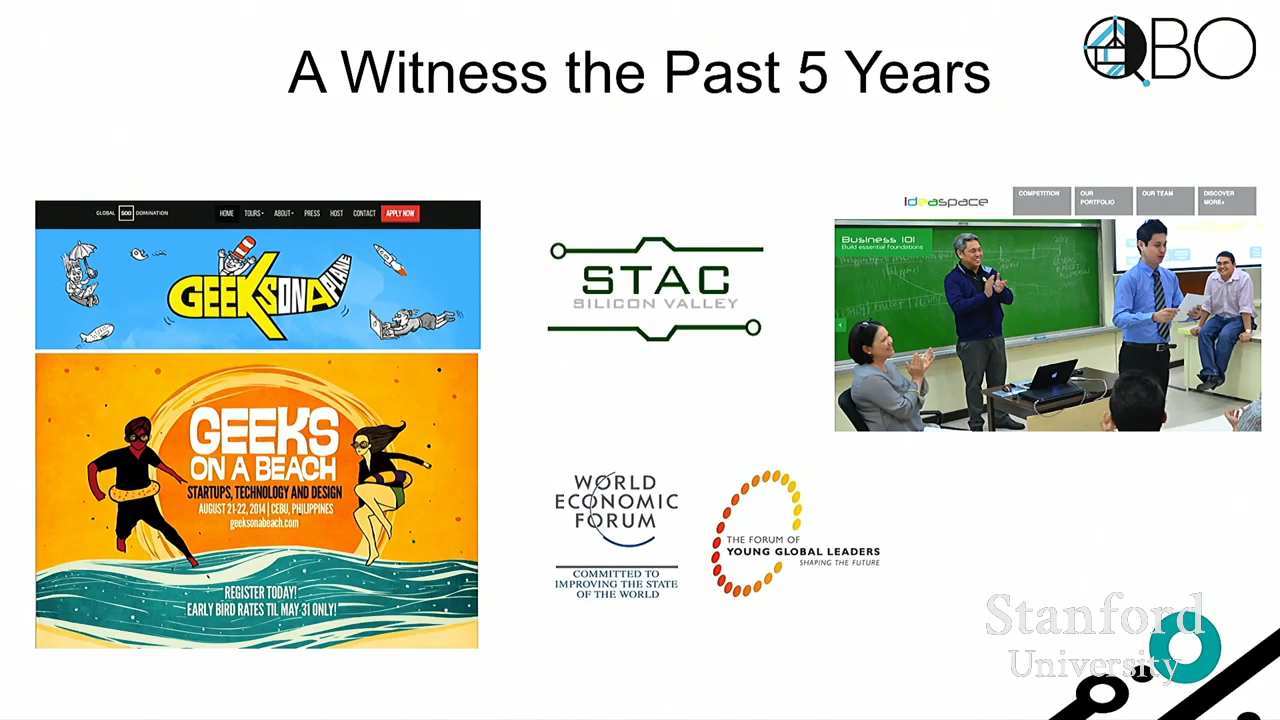 A Witness the Past 5 Years
QBO
GLOBAL 500 DOMINATION
HOME TOURS ABOUT PRESS HOST CONTACT APPLY NOW
GEEKSONAPLANE
GEEKS
ON A BEACH
STARTUPS, TECHNOLOGY AND DESIGN
AUGUST 21-22, 2014 | CEBU, PHILIPPINES
geeksonabeach.com
REGISTER TODAY!
EARLY BIRD RATES TIL MAY 31 ONLY!
STAC
SILICON VALLEY
WORLD
ECONOMIC
FORUM
COMMITTED TO
IMPROVING THE STATE
OF THE WORLD
THE FORUM OF
YOUNG GLOBAL LEADERS
SHAPING THE FUTURE
Ideaspace
COMPETITION
OUR
PORTFOLIO
OUR TEAM
DISCOVER
MORE+
Business 101
Build essential foundations
Stanford
University